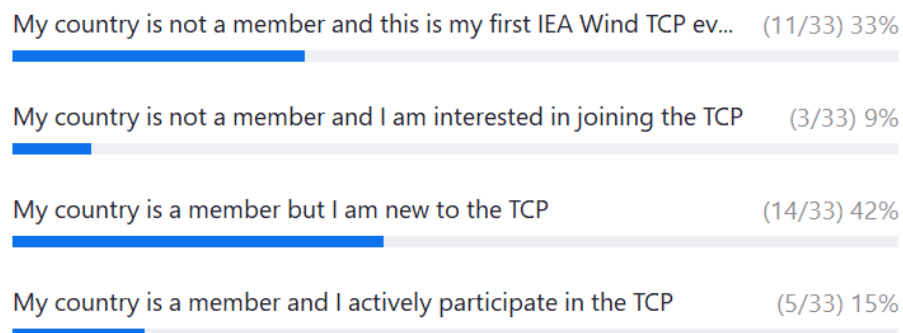 My country is not a member and this is my first IEA Wind TCP ev... (11/33) 33%
My country is not a member and I am interested in joining the TCP (3/33) 9%
My country is a member but I am new to the TCP (14/33) 42%
My country is a member and I actively participate in the TCP (5/33) 15%